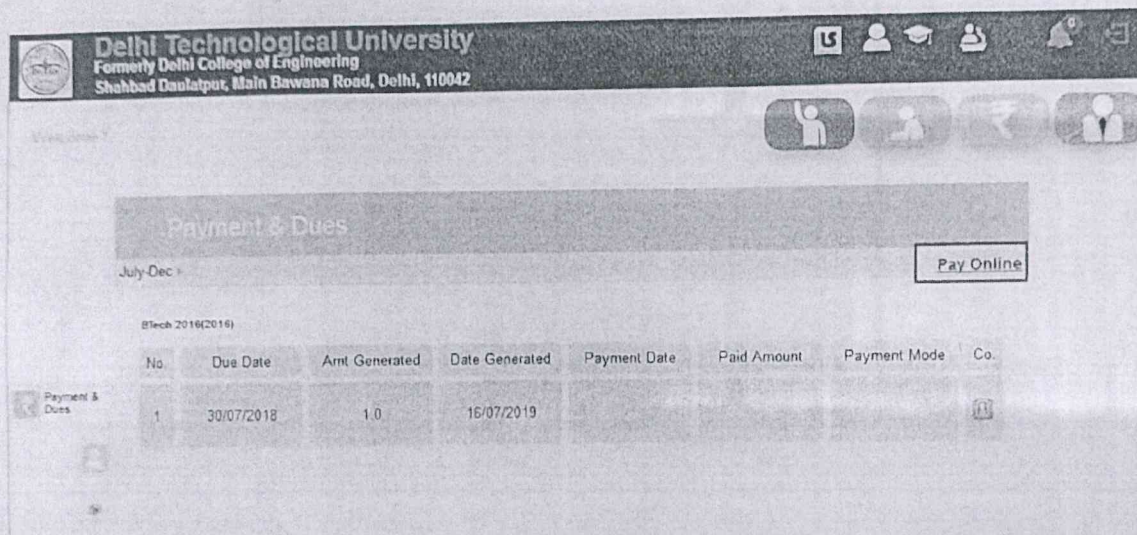 Delhi Technological University
Formerly Delhi College of Engineering
Shahbad Daulatpur, Main Bawana Road, Delhi, 110042
0
Payment & Dues
July-Dec
Pay Online
BTech 2016(2016)
No. Due Date Amt Generated Date Generated Payment Date Paid Amount Payment Mode Co.
1 30/07/2018 1.0 16/07/2019
Payment &
Dues